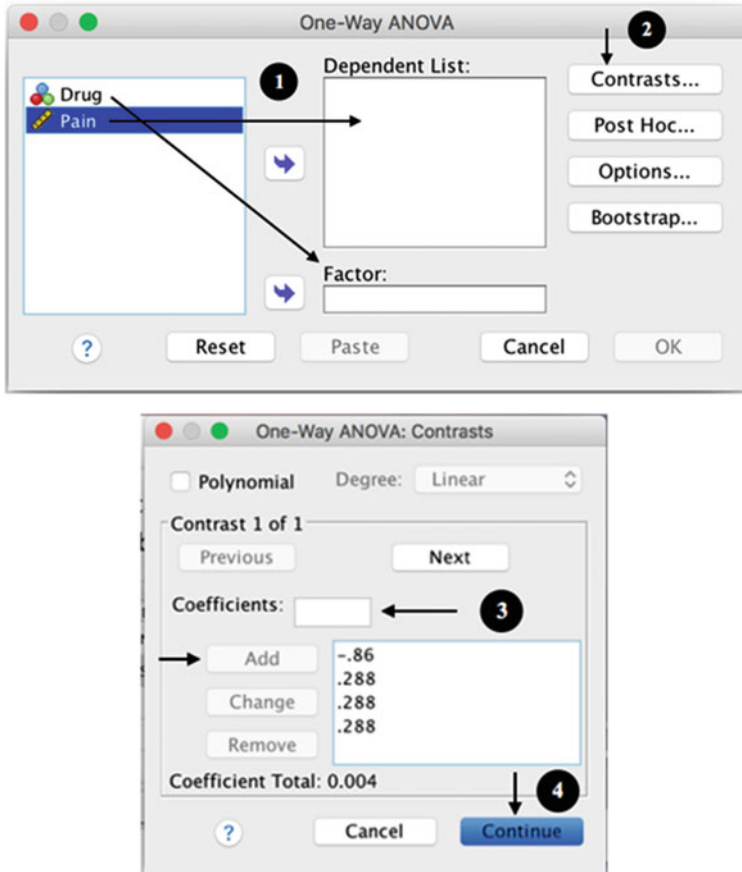 One-Way ANOVA
2
1
Dependent List:
Contrasts...
Drug
Pain
Post Hoc...
Options...
Bootstrap...
Factor:
?
Reset
Paste
Cancel
OK
One-Way ANOVA: Contrasts
Polynomial
Degree:
Linear
Contrast 1 of 1
Previous
Next
Coefficients:
3
Add
Change
Remove
-.86
.288
.288
.288
Coefficient Total: 0.004
4
?
Cancel
Continue